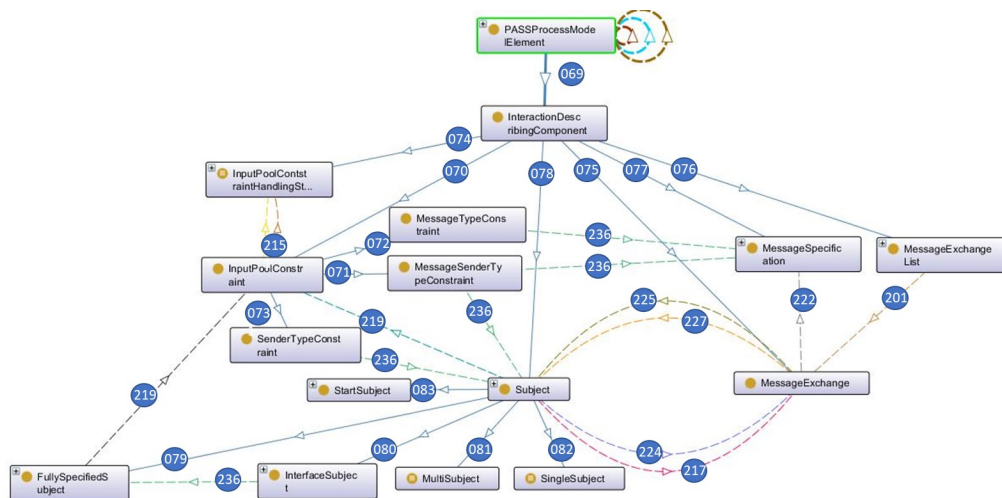 PASSProcessMode
lElement
069
InteractionDesc
ribingComponent
074
070
078
075
077
076
InputPoolContst
raintHandlingSt...
215
MessageTypeCons
traint
072
236
MessageSpecific
ation
MessageExchange
List
InputPoolConstr
aint
071
MessageSenderTy
peConstraint
236
222
201
073
219
236
225
227
SenderTypeConst
raint
236
StartSubject
083
Subject
MessageExchange
219
079
080
081
082
224
217
FullySpecifiedS
ubject
236
InterfaceSubjec
t
MultiSubject
SingleSubject